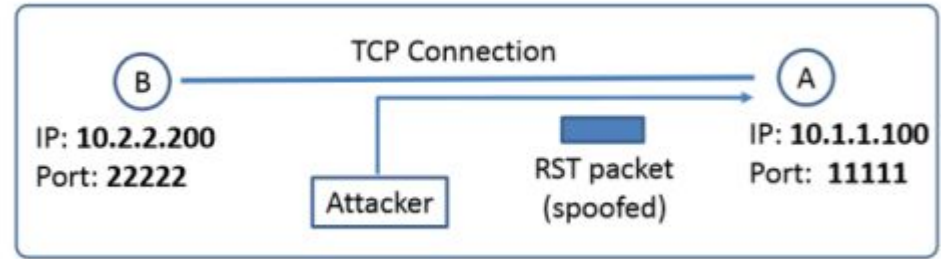 TCP Connection
B
A
IP: 10.2.2.200
Port: 22222
Attacker
RST packet
(spoofed)
IP: 10.1.1.100
Port: 11111